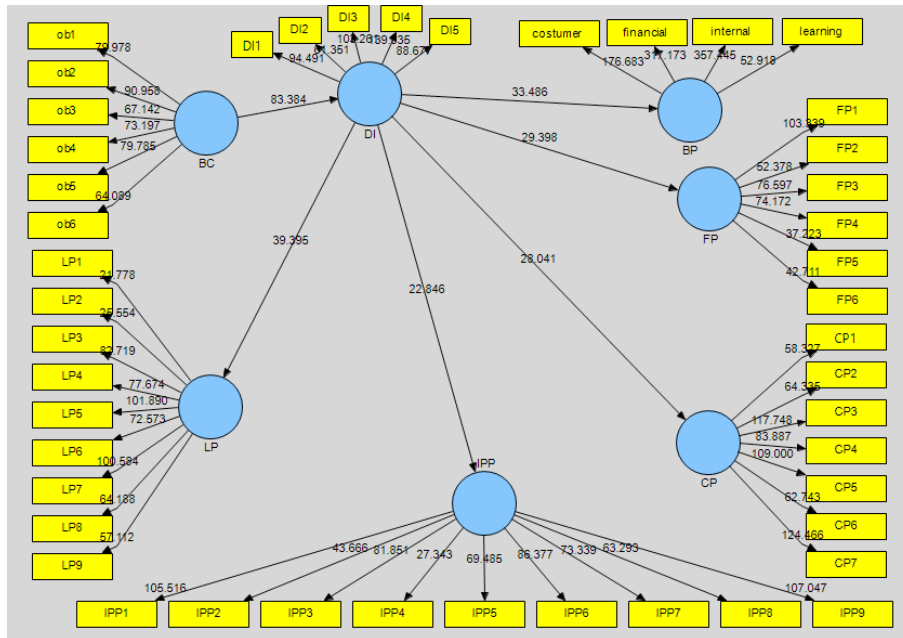 ob1
79.978
ob2
90.958
ob3
67.142
ob4
73.197
ob5
79.785
ob6
64.089
BC
83.384
DI1
94.491
DI2
DI3
DI4
DI5
DI
33.486
29.398
costumer
financial
internal
learning
176.683
357.445
52.918
BP
FP1
FP2
52.378
FP3
76.597
FP4
74.172
FP5
37.223
FP6
42.711
FP
39.395
22.846
28.041
LP1
21.778
LP2
LP3
82.719
LP4
77.674
LP5
101.890
LP6
72.573
LP7
100.584
LP8
64.188
LP9
57.112
LP
CP1
58.327
CP2
64.335
CP3
117.748
CP4
83.887
CP5
109.000
CP6
62.743
CP7
124.466
CP
IPP
105.516
43.666
81.851
27.343
69.485
86.377
73.339
63.293
107.047
IPP1
IPP2
IPP3
IPP4
IPP5
IPP6
IPP7
IPP8
IPP9